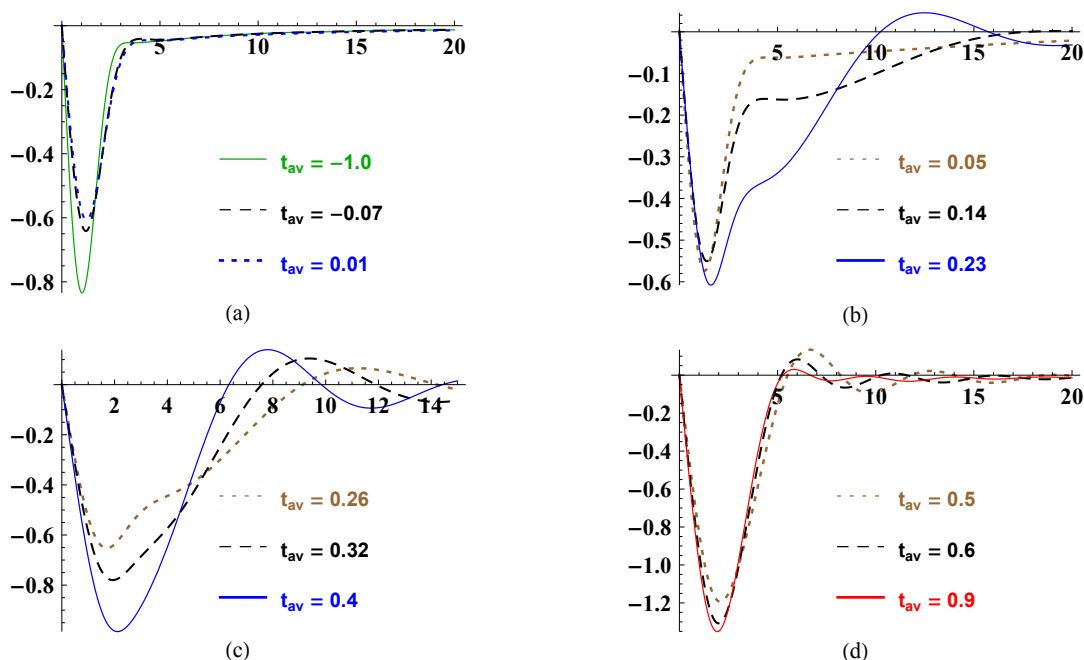 5 10 15 20
−0.2
−0.4
−0.6
−0.8
t_av = −1.0
t_av = −0.07
t_av = 0.01
(a)
5 10 15 20
−0.1
−0.2
−0.3
−0.4
−0.5
−0.6
t_av = 0.05
t_av = 0.14
t_av = 0.23
(b)
2 4 6 8 10 12 14
−0.2
−0.4
−0.6
−0.8
t_av = 0.26
t_av = 0.32
t_av = 0.4
(c)
5 10 15 20
−0.2
−0.4
−0.6
−0.8
−1.0
−1.2
t_av = 0.5
t_av = 0.6
t_av = 0.9
(d)